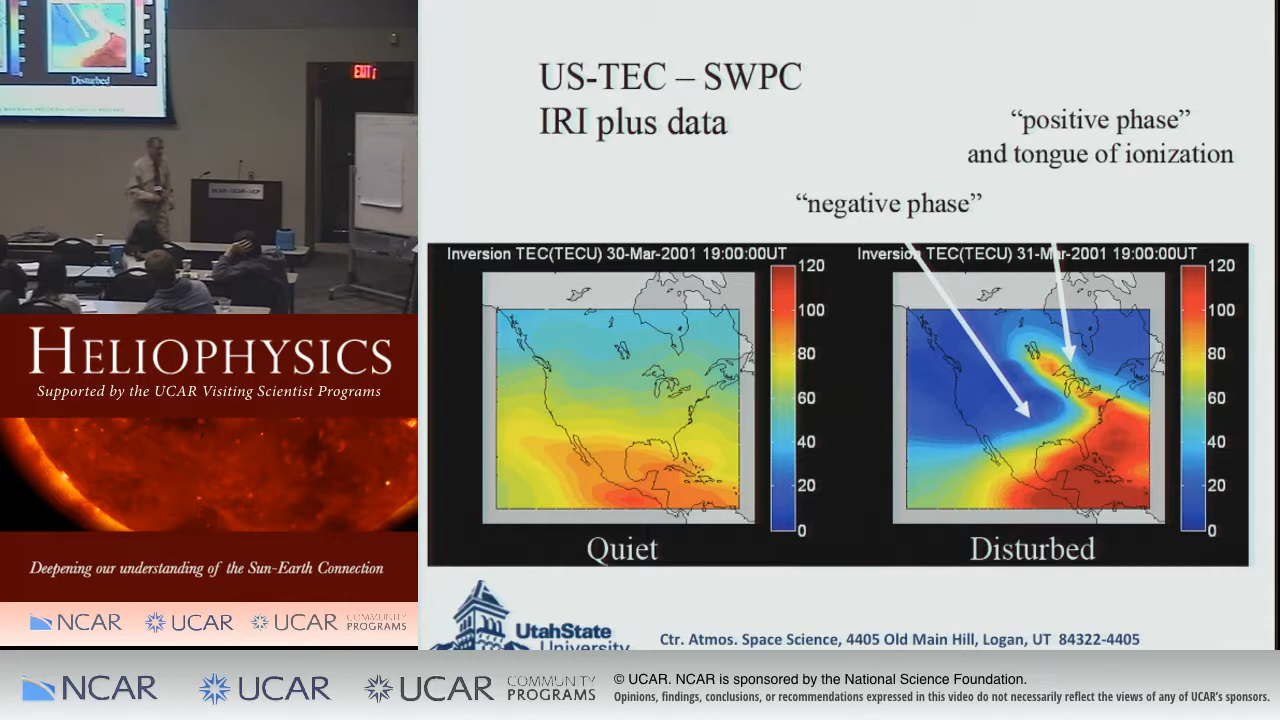 Disturbed
EXIT
NCAR-UCAR-UCP
HELIOPHYSICS
Supported by the UCAR Visiting Scientist Programs
Deepening our understanding of the Sun-Earth Connection
NCAR
UCAR
UCAR
COMMUNITY
PROGRAMS
US-TEC – SWPC
IRI plus data
“positive phase”
and tongue of ionization
“negative phase”
Inversion TEC(TECU) 30-Mar-2001 19:00:00UT
120
100
80
60
40
20
0
Quiet
Inversion TEC(TECU) 31-Mar-2001 19:00:00UT
120
100
80
60
40
20
0
Disturbed
UtahState
University
Ctr. Atmos. Space Science, 4405 Old Main Hill, Logan, UT 84322-4405
NCAR
UCAR
UCAR
COMMUNITY
PROGRAMS
© UCAR. NCAR is sponsored by the National Science Foundation.
Opinions, findings, conclusions, or recommendations expressed in this video do not necessarily reflect the views of any of UCAR's sponsors.